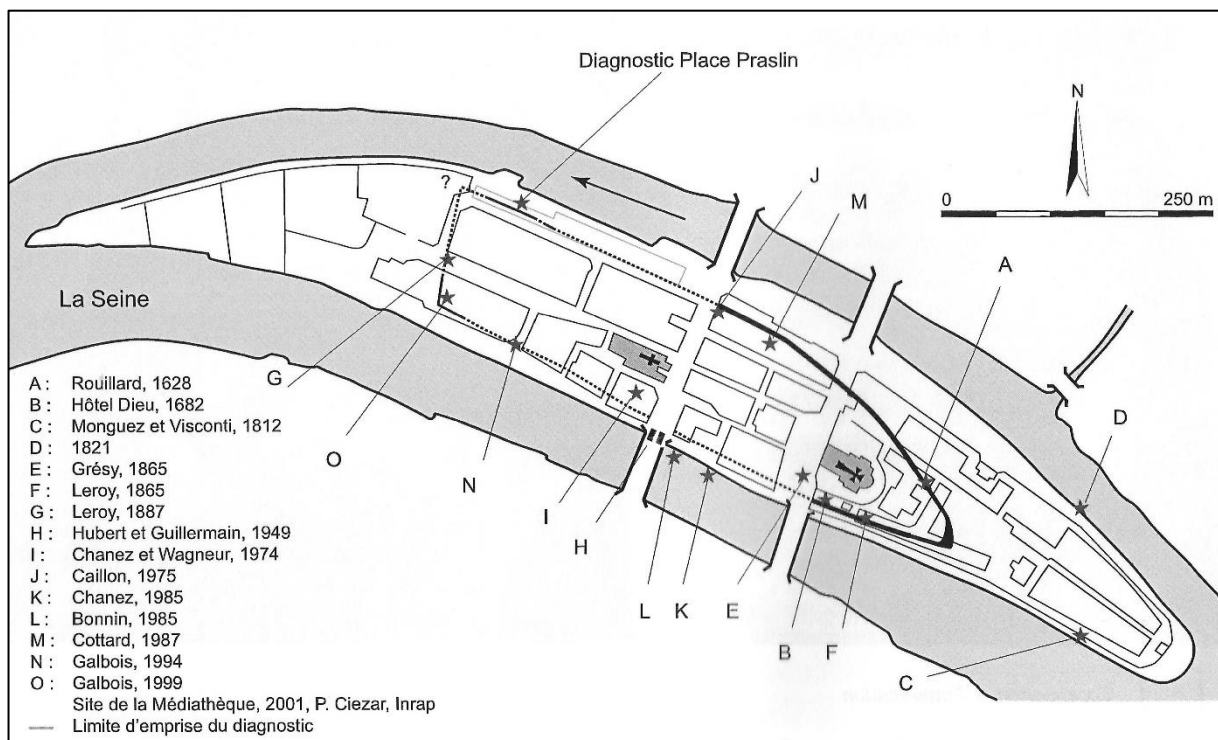 Diagnostic Place Praslin
N
J
M
0 250 m
?
A
La Seine
D
G
O
N
I
H
L
K
E
B
F
C
A : Rouillard, 1628
B : Hôtel Dieu, 1682
C : Monguez et Visconti, 1812
D : 1821
E : Grésy, 1865
F : Leroy, 1865
G : Leroy, 1887
H : Hubert et Guillermain, 1949
I : Chanez et Wagneur, 1974
J : Caillon, 1975
K : Chanez, 1985
L : Bonnin, 1985
M : Cottard, 1987
N : Galbois, 1994
O : Galbois, 1999
Site de la Médiathèque, 2001, P. Ciezar, Inrap
Limite d'emprise du diagnostic